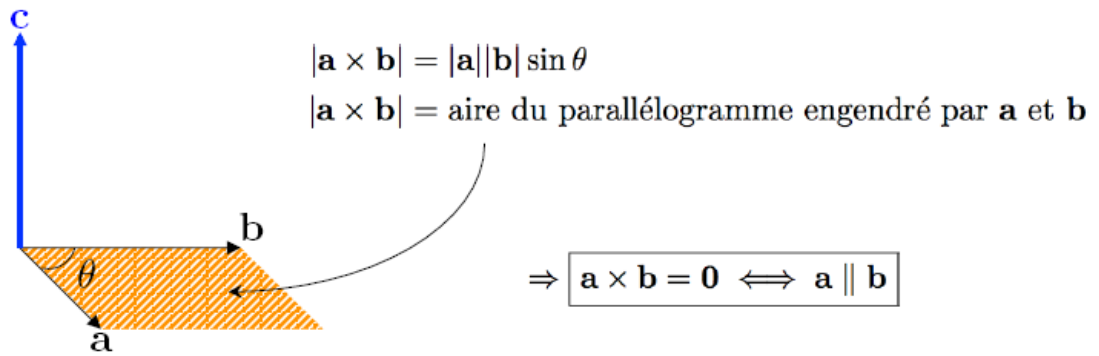 c
|a × b| = |a||b| sin θ
|a × b| = aire du parallélogramme engendré par a et b
b
θ
⇒ a × b = 0 ⟺ a ∥ b
a